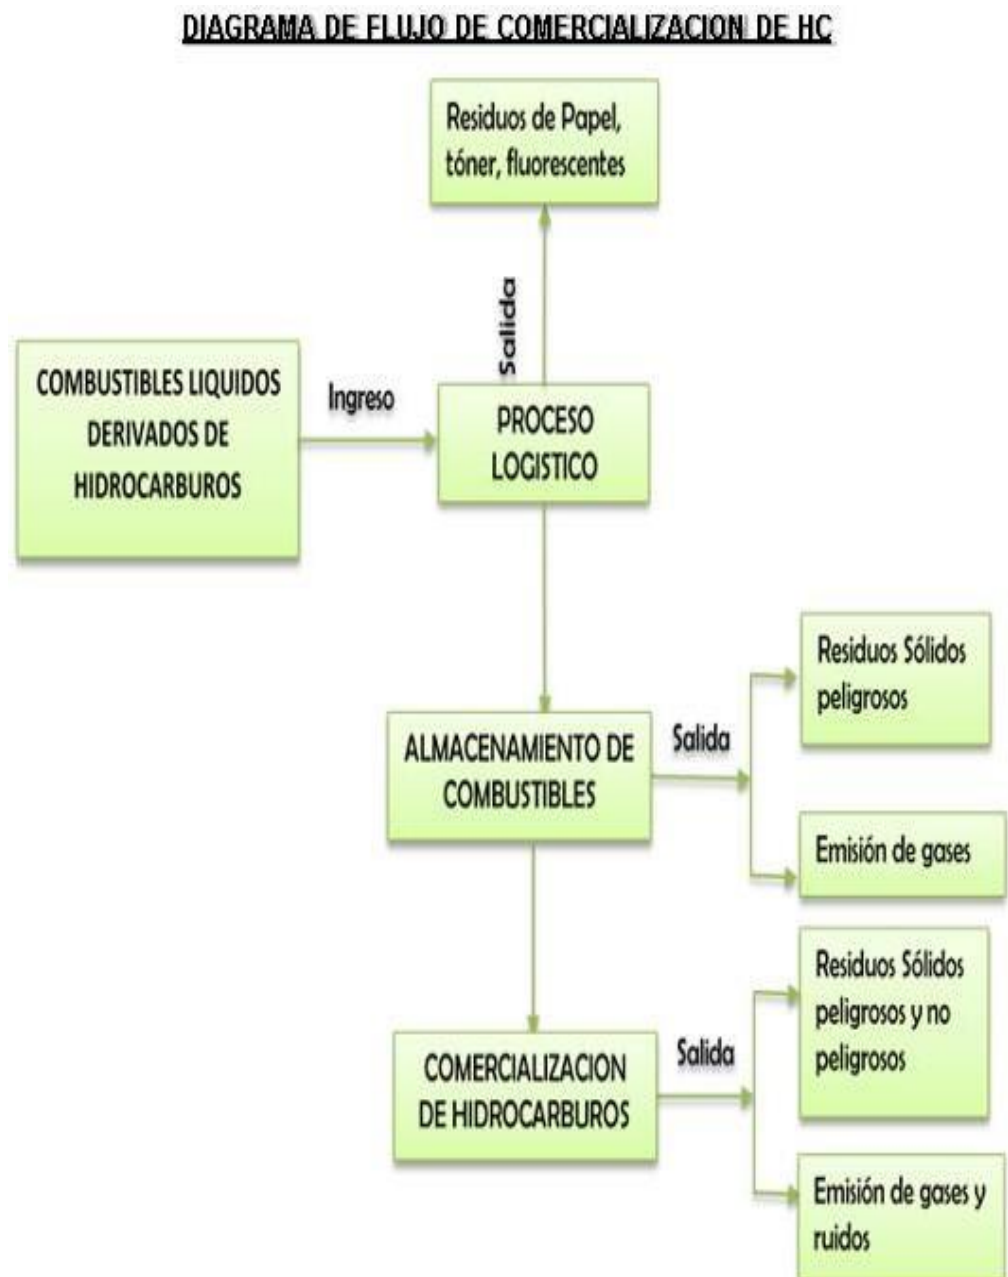 DIAGRAMA DE FLUJO DE COMERCIALIZACION DE HC
Residuos de Papel,
tóner, fluorescentes
Salida
COMBUSTIBLES LIQUIDOS
DERIVADOS DE
HIDROCARBUROS
Ingreso
PROCESO
LOGISTICO
Residuos Sólidos
peligrosos
Salida
ALMACENAMIENTO DE
COMBUSTIBLES
Emisión de gases
Residuos Sólidos
peligrosos y no
peligrosos
Salida
COMERCIALIZACION
DE HIDROCARBUROS
Emisión de gases y
ruidos